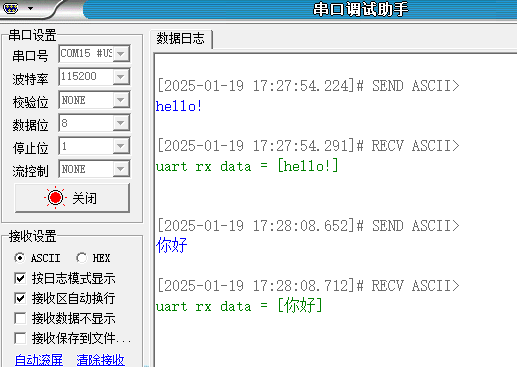 串口调试助手
串口设置
串口号 COM15 #US
波特率 115200
校验位 NONE
数据位 8
停止位 1
流控制 NONE
关闭
接收设置
ASCII HEX
按日志模式显示
接收区自动换行
接收数据不显示
接收保存到文件...
自动滚屏 清除接收
数据日志
[2025-01-19 17:27:54.224]# SEND ASCII>
hello!
[2025-01-19 17:27:54.291]# RECV ASCII>
uart rx data = [hello!]
[2025-01-19 17:28:08.652]# SEND ASCII>
你好
[2025-01-19 17:28:08.712]# RECV ASCII>
uart rx data = [你好]